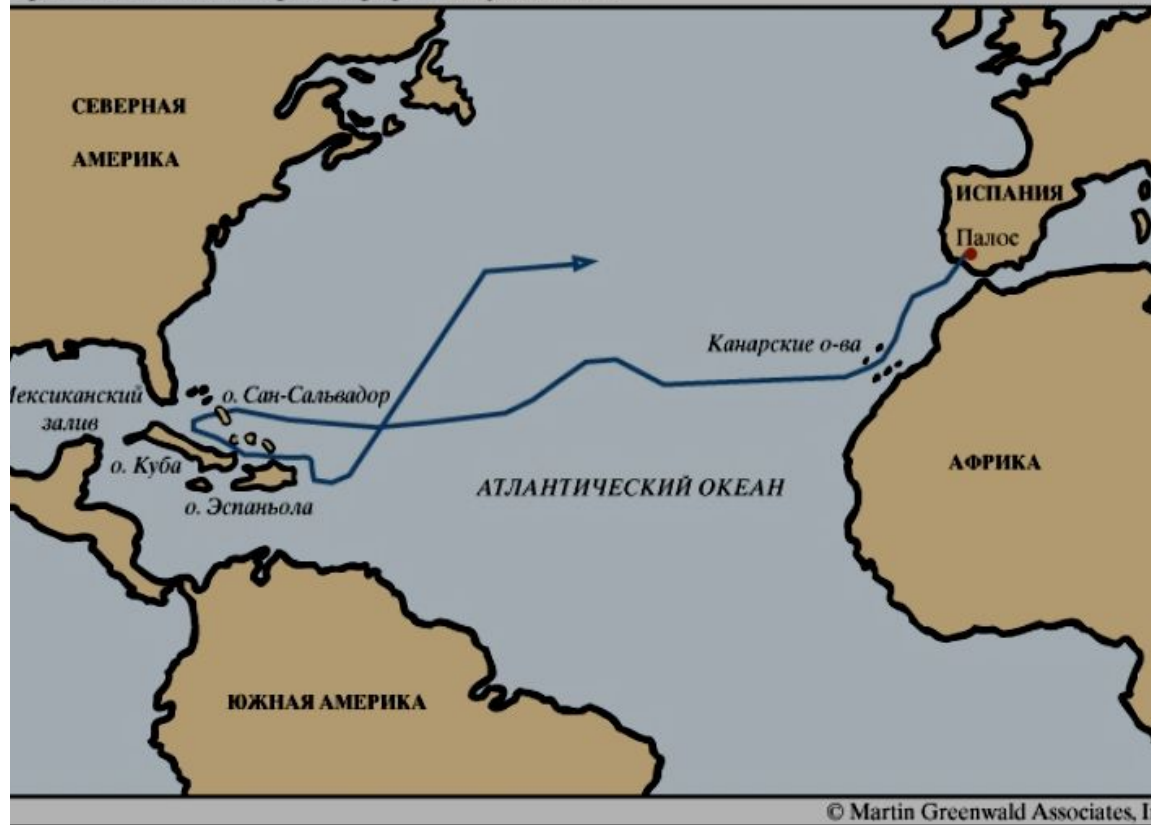 СЕВЕРНАЯ
АМЕРИКА
ИСПАНИЯ
Палос
Канарские о-ва
Мексиканский
залив
о. Сан-Сальвадор
о. Куба
о. Эспаньола
АТЛАНТИЧЕСКИЙ ОКЕАН
АФРИКА
ЮЖНАЯ АМЕРИКА
© Martin Greenwald Associates, I